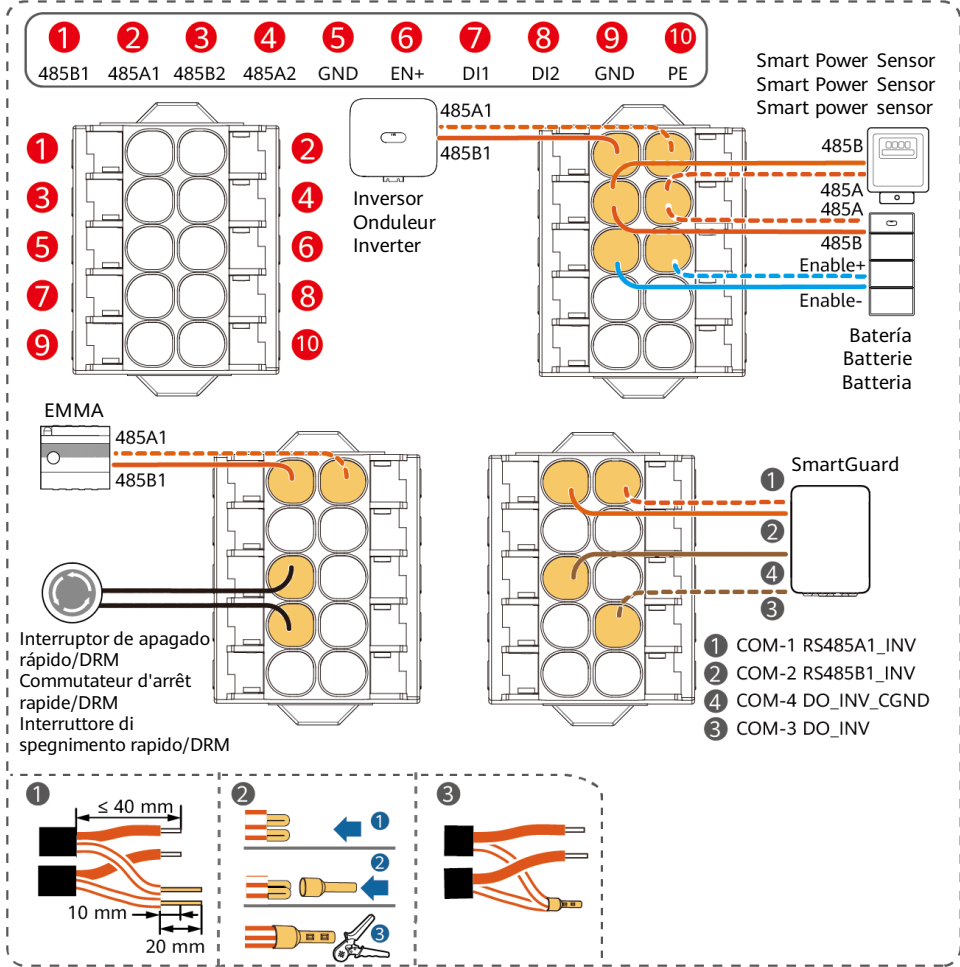 1 2 3 4 5 6 7 8 9 10
485B1 485A1 485B2 485A2 GND EN+ DI1 DI2 GND PE
1 2
3 4
5 6
7 8
9 10
485A1
485B1
Inversor
Onduleur
Inverter
Smart Power Sensor
Smart Power Sensor
Smart power sensor
485B
485A
485A
485B
Enable+
Enable-
Batería
Batterie
Batteria
EMMA
485A1
485B1
Interruptor de apagado
rápido/DRM
Commutateur d'arrêt
rapide/DRM
Interruttore di
spegnimento rapido/DRM
SmartGuard
1
2
4
3
1 COM-1 RS485A1_INV
2 COM-2 RS485B1_INV
4 COM-4 DO_INV_CGND
3 COM-3 DO_INV
1
≤ 40 mm
10 mm
20 mm
2
1
2
3
3